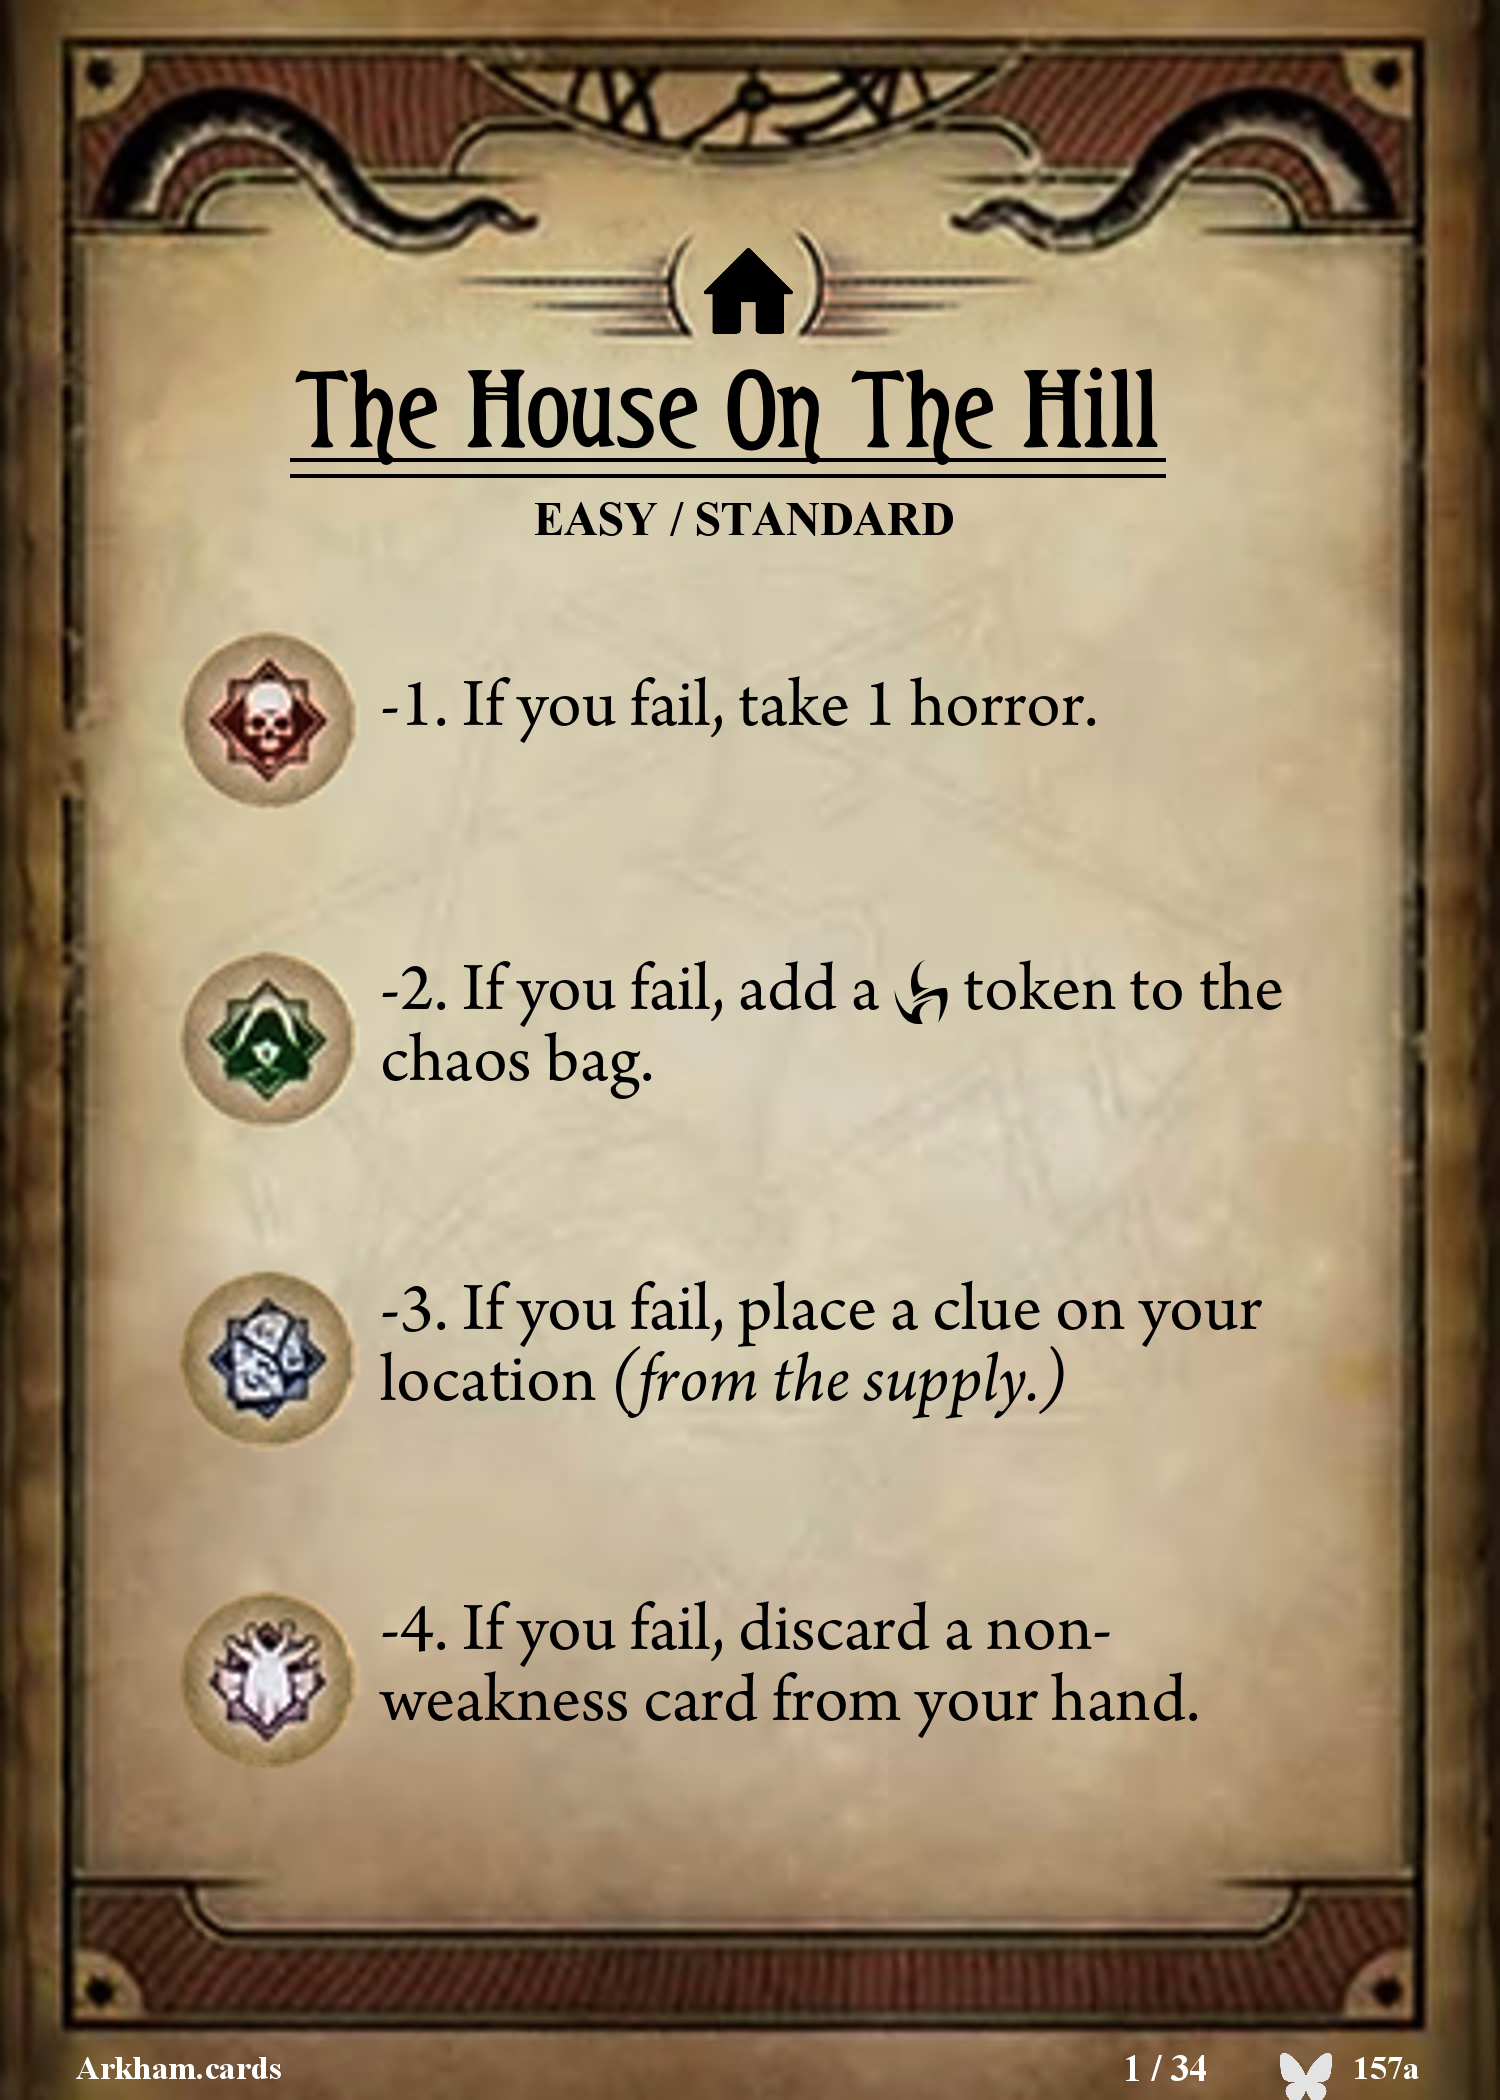 The House On The Hill
EASY / STANDARD
-1. If you fail, take 1 horror.
-2. If you fail, add a token to the
chaos bag.
-3. If you fail, place a clue on your
location (from the supply.)
-4. If you fail, discard a non-
weakness card from your hand.
Arkham.cards
1 / 34
157a